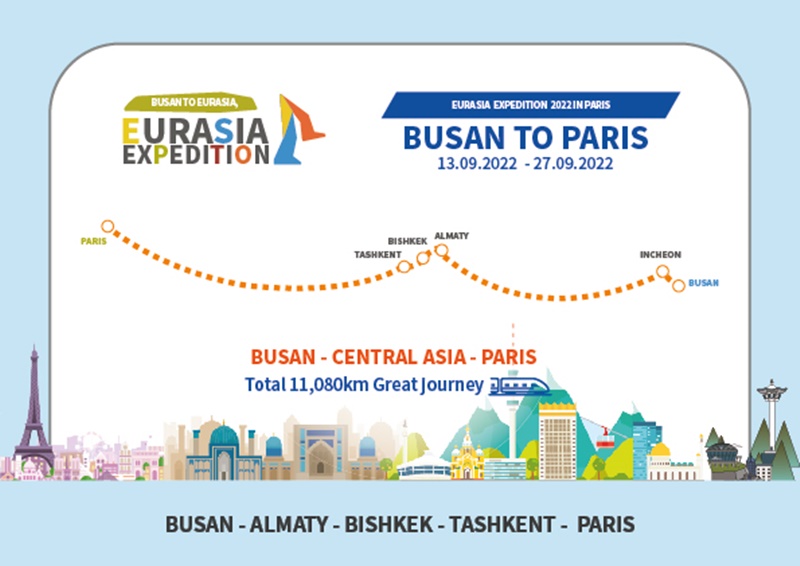 BUSAN TO EURASIA,
EURASIA
EXPEDITION
EURASIA EXPEDITION 2022 IN PARIS
BUSAN TO PARIS
13.09.2022 - 27.09.2022
PARIS
TASHKENT
BISHKEK
ALMATY
INCHEON
BUSAN
BUSAN - CENTRAL ASIA - PARIS
Total 11,080km Great Journey
BUSAN - ALMATY - BISHKEK - TASHKENT - PARIS